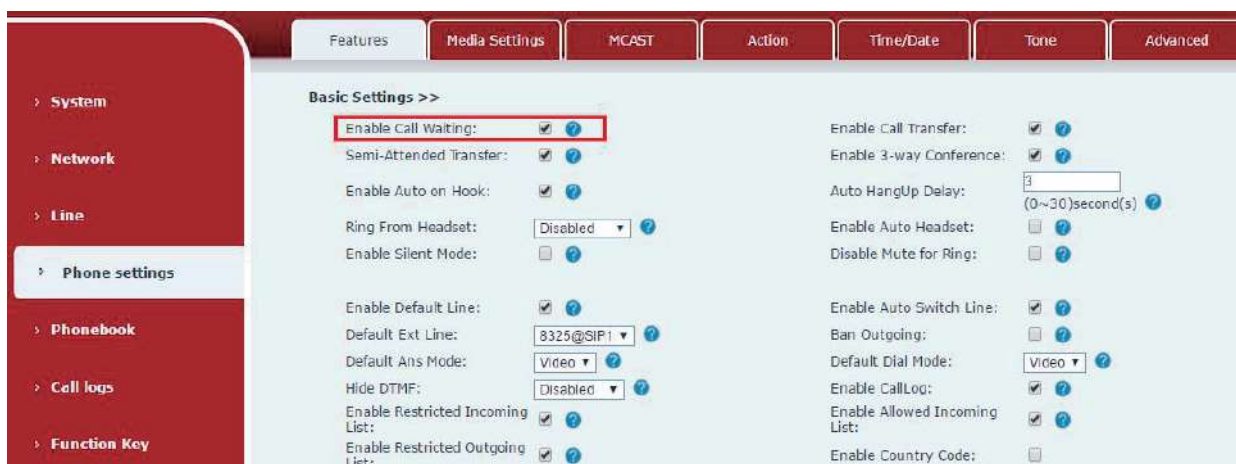 Features Media Settings MCAST Action Time/Date Tone Advanced
› System
› Network
› Line
› Phone settings
› Phonebook
› Call logs
› Function Key
Basic Settings >>
Enable Call Waiting: ? Enable Call Transfer: ?
Semi-Attended Transfer: ? Enable 3-way Conference: ?
Enable Auto on Hook: ? Auto HangUp Delay: 3
(0~30)second(s) ?
Ring From Headset: Disabled ? Enable Auto Headset: ?
Enable Silent Mode: ? Disable Mute for Ring: ?
Enable Default Line: ? Enable Auto Switch Line: ?
Default Ext Line: 8325@SIP1 ? Ban Outgoing: ?
Default Ans Mode: Video ? Default Dial Mode: Video ?
Hide DTMF: Disabled ? Enable CallLog: ?
Enable Restricted Incoming
List: ? Enable Allowed Incoming
List: ?
Enable Restricted Outgoing
List: ? Enable Country Code: